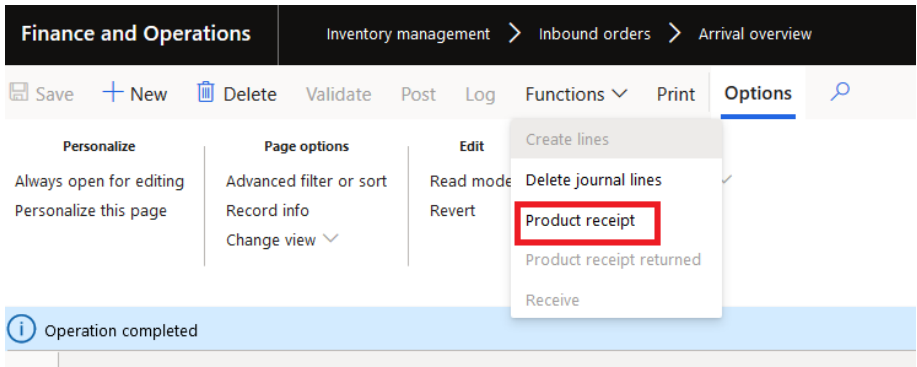 Finance and Operations
Inventory management > Inbound orders > Arrival overview
Save + New Delete Validate Post Log Functions Print Options
Personalize
Always open for editing
Personalize this page
Page options
Advanced filter or sort
Record info
Change view
Edit
Read mode
Revert
Create lines
Delete journal lines
Product receipt
Product receipt returned
Receive
Operation completed